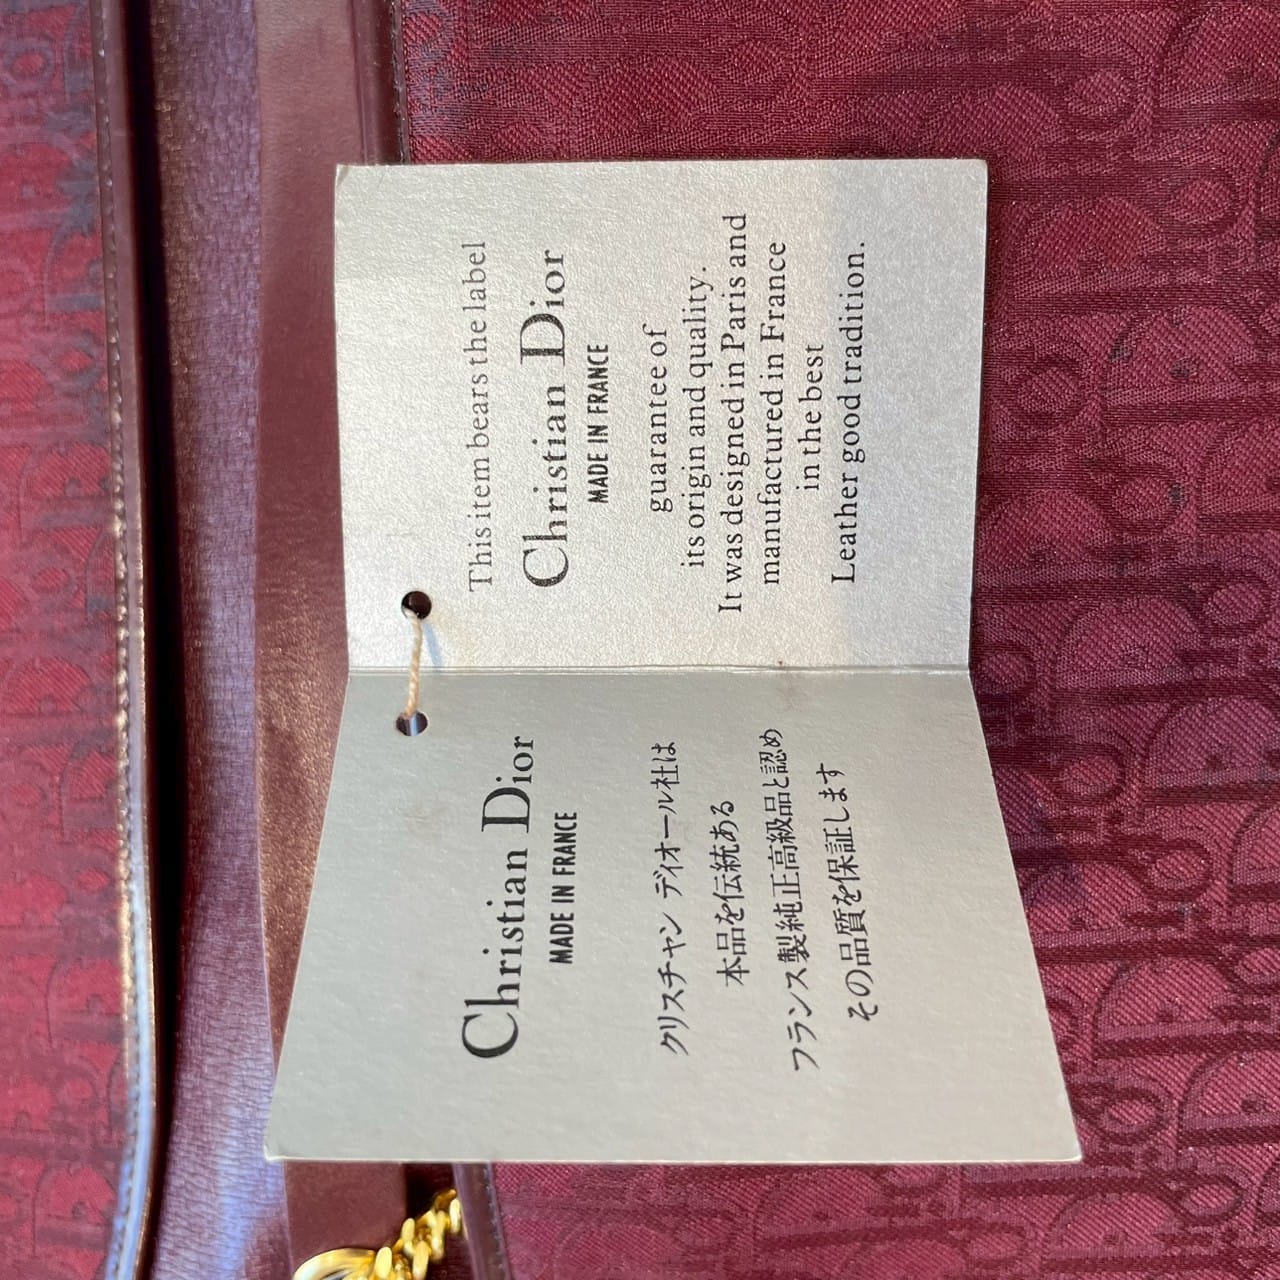 Christian Dior
MADE IN FRANCE
クリスチャン ディオール社は
本品を伝統ある
フランス製純正高級品と認め
その品質を保証します
This item bears the label
Christian Dior
MADE IN FRANCE
guarantee of
its origin and quality.
It was designed in Paris and
manufactured in France
in the best
Leather good tradition.